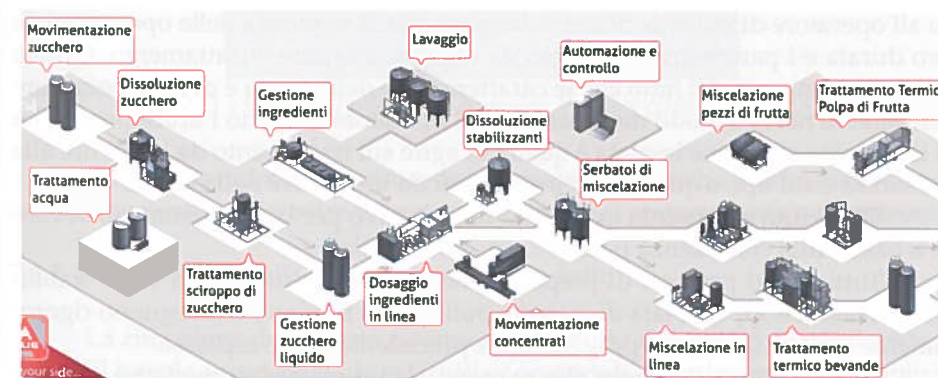 Movimentazione
zucchero
Dissoluzione
zucchero
Gestione
ingredienti
Lavaggio
Automazione e
controllo
Miscelazione
pezzi di frutta
Trattamento Termic
Polpa di Frutta
Dissoluzione
stabilizzanti
Serbatoi di
miscelazione
Trattamento
acqua
Trattamento
sciroppo di
zucchero
Gestione
zucchero
liquido
Dosaggio
ingredienti
in linea
Movimentazione
concentrati
Miscelazione in
linea
Trattamento
termico bevande
your side...